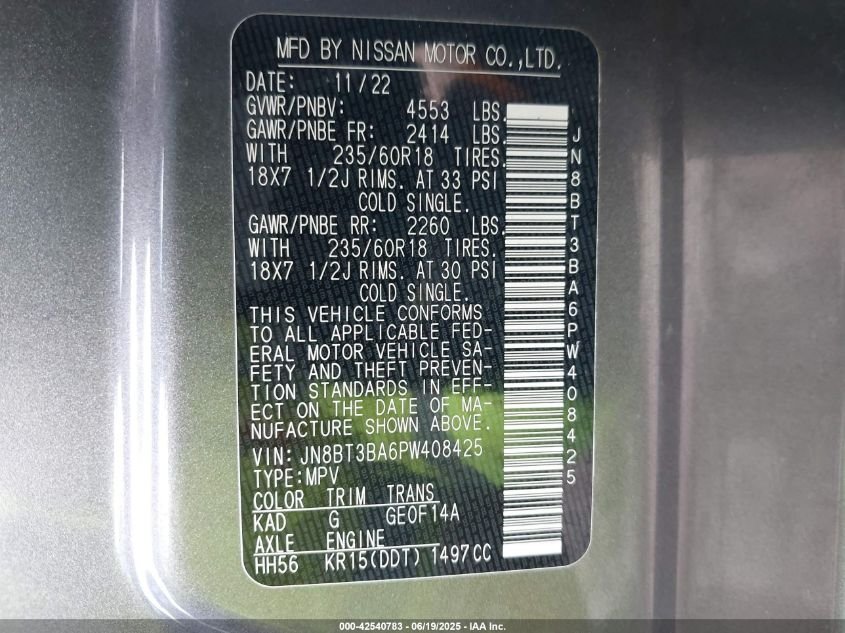 MFD BY NISSAN MOTOR CO.,LTD.
DATE: 11/22
GVWR/PNBV: 4553 LBS.
GAWR/PNBE FR: 2414 LBS.
WITH 235/60R18 TIRES.
18X7 1/2J RIMS. AT 33 PSI
COLD SINGLE.
GAWR/PNBE RR: 2260 LBS.
WITH 235/60R18 TIRES.
18X7 1/2J RIMS. AT 30 PSI
COLD SINGLE.
THIS VEHICLE CONFORMS
TO ALL APPLICABLE FED-
ERAL MOTOR VEHICLE SA-
FETY AND THEFT PREVEN-
TION STANDARDS IN EFF-
ECT ON THE DATE OF MA-
NUFACTURE SHOWN ABOVE.
VIN: JN8BT3BA6PW408425
TYPE:MPV
COLOR TRIM TRANS
KAD G GE0F14A
AXLE ENGINE
HH56 KR15(DDT) 1497CC
JN8BT3BA6PW408425
000-42540783 - 06/19/2025 - IAA Inc.